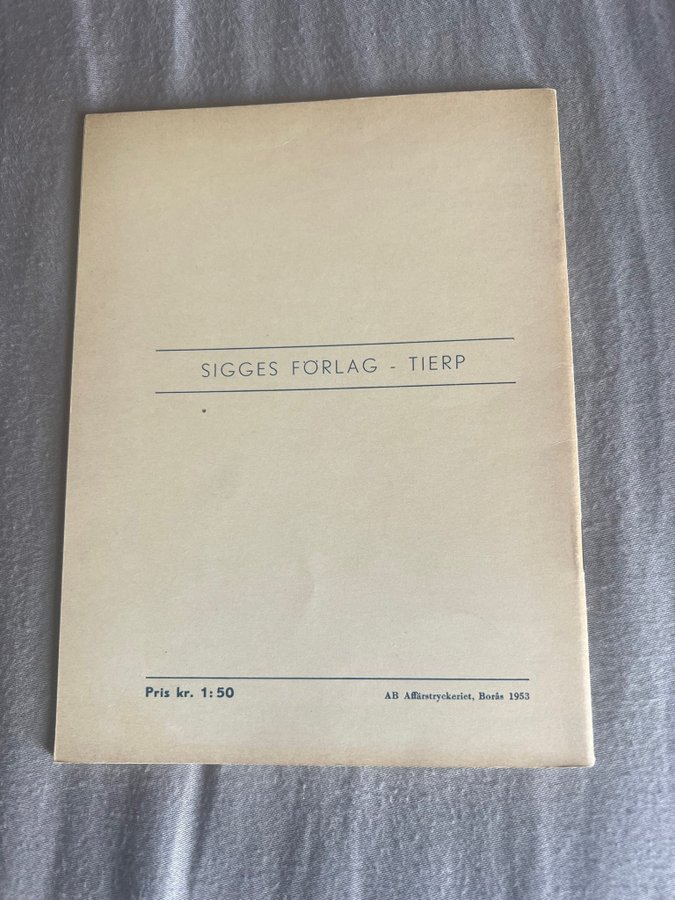 SIGGES FÖRLAG - TIERP
Pris kr. 1:50
AB Affärstryckeriet, Borås 1953